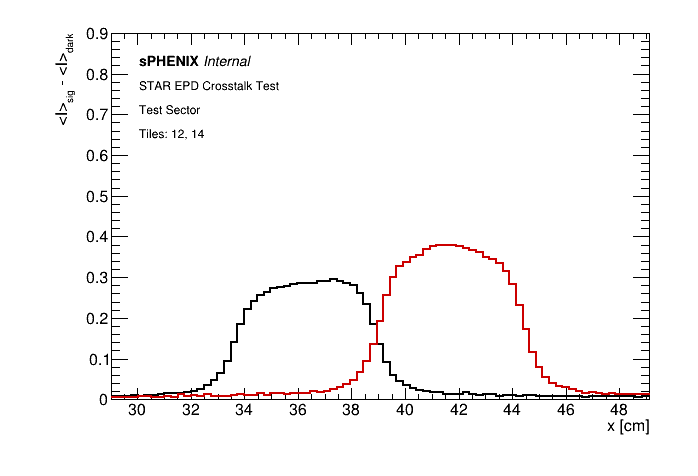 <I>sig - <I>dark
0.9
0.8
0.7
0.6
0.5
0.4
0.3
0.2
0.1
0
sPHENIX Internal
STAR EPD Crosstalk Test
Test Sector
Tiles: 12, 14
30 32 34 36 38 40 42 44 46 48
x [cm]